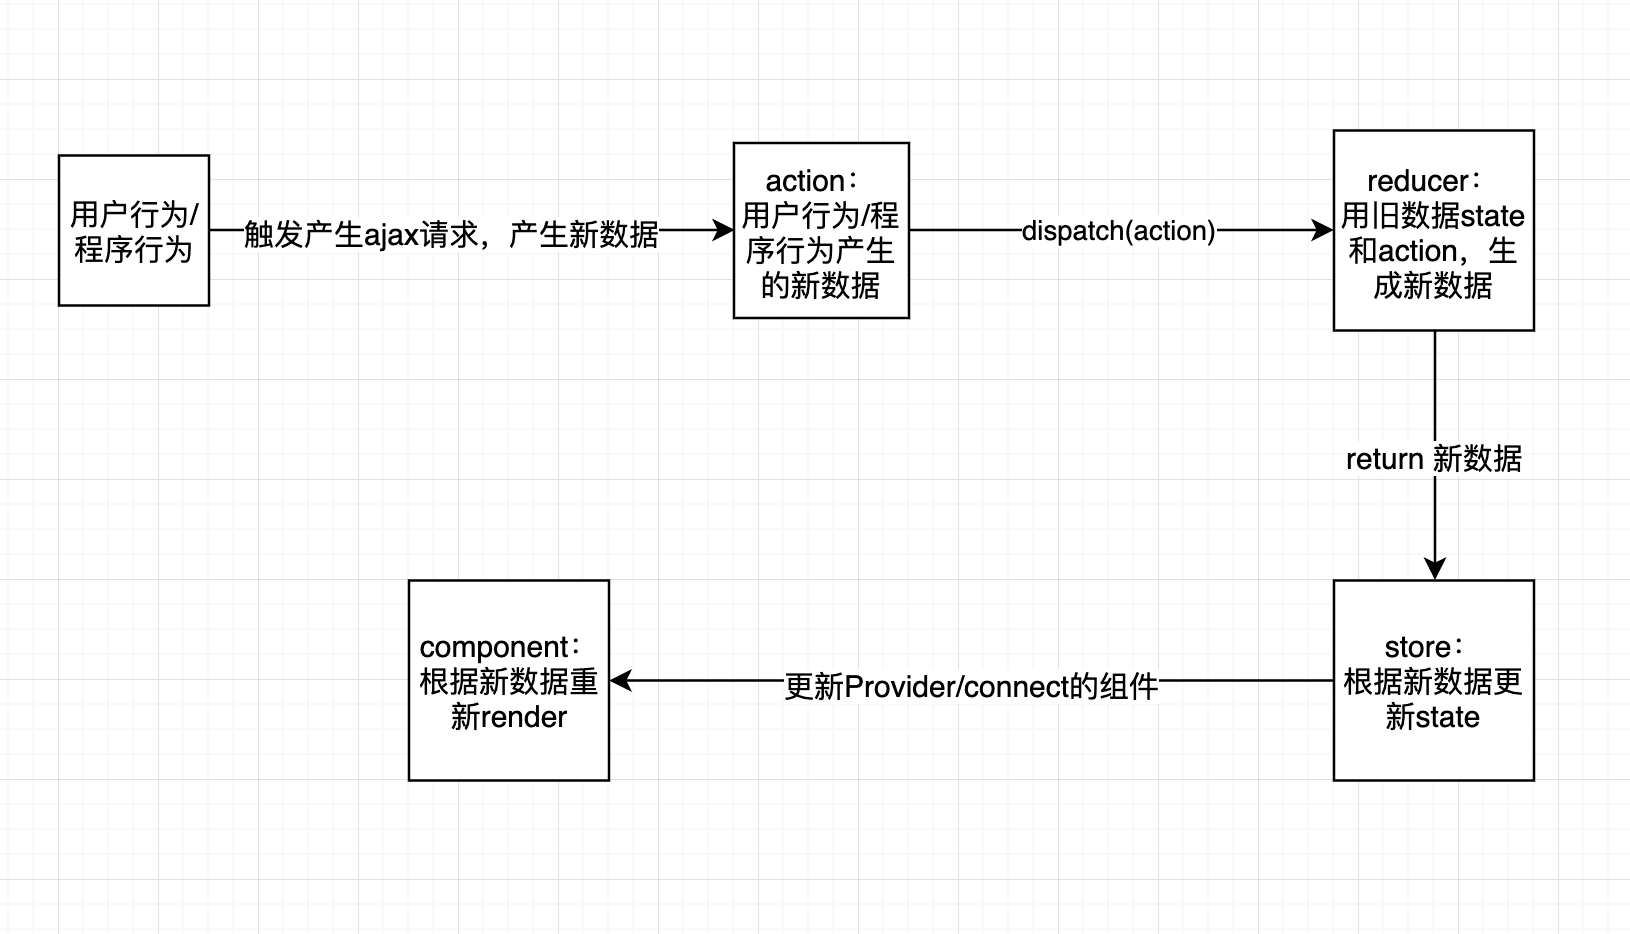 用户行为/
程序行为
触发产生ajax请求，产生新数据
action：
用户行为/程
序行为产生
的新数据
dispatch(action)
reducer：
用旧数据state
和action，生
成新数据
return 新数据
store：
根据新数据更
新state
更新Provider/connect的组件
component：
根据新数据重
新render